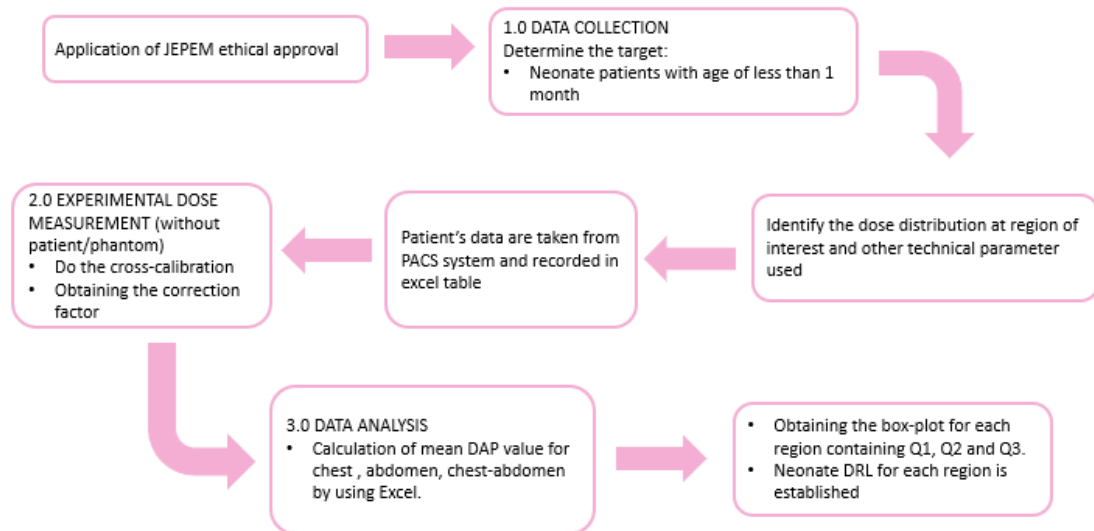 Application of JEPEM ethical approval
1.0 DATA COLLECTION
Determine the target:
• Neonate patients with age of less than 1
month
Identify the dose distribution at region of
interest and other technical parameter
used
Patient's data are taken from
PACS system and recorded in
excel table
2.0 EXPERIMENTAL DOSE
MEASUREMENT (without
patient/phantom)
• Do the cross-calibration
• Obtaining the correction
factor
3.0 DATA ANALYSIS
• Calculation of mean DAP value for
chest , abdomen, chest-abdomen
by using Excel.
• Obtaining the box-plot for each
region containing Q1, Q2 and Q3.
• Neonate DRL for each region is
established